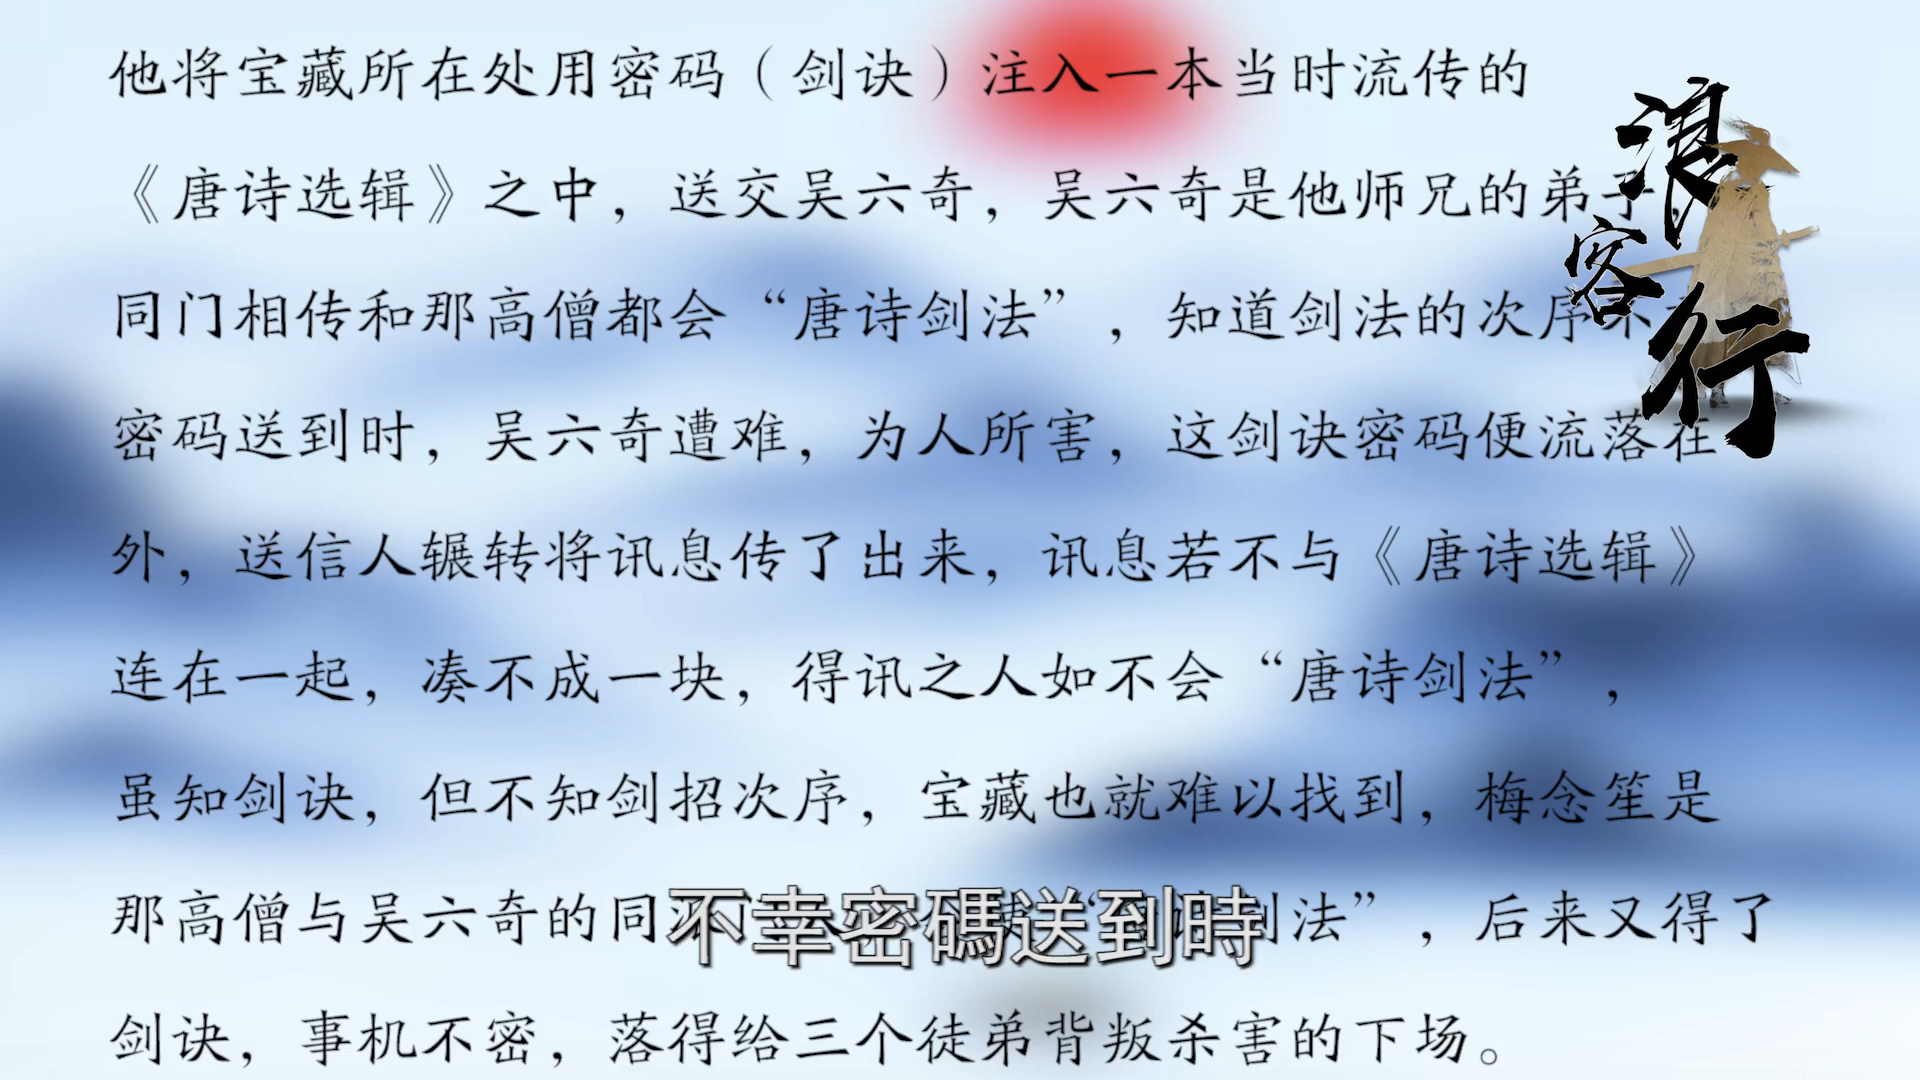 他将宝藏所在处用密码（剑诀）注入一本当时流传的
《唐诗选辑》之中，送交吴六奇，吴六奇是他师兄的弟子，
同门相传和那高僧都会“唐诗剑法”，知道剑法的次序
密码送到时，吴六奇遭难，为人所害，这剑诀密码便流落在
外，送信人辗转将讯息传了出来，讯息若不与《唐诗选辑》
连在一起，凑不成一块，得讯之人如不会“唐诗剑法”，
虽知剑诀，但不知剑招次序，宝藏也就难以找到，梅念笙是
那高僧与吴六奇的同 剑法”，后来又得了
剑诀，事机不密，落得给三个徒弟背叛杀害的下场。
浪客行
不幸密碼送到時